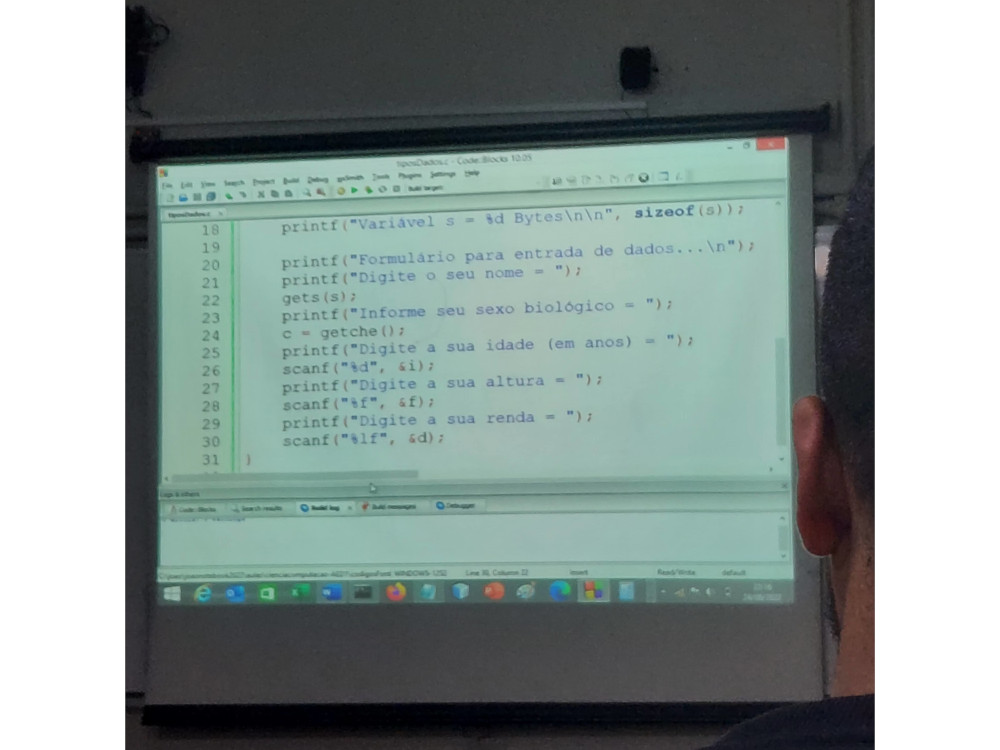 tiposDados.c - Code::Blocks 10.05
File Edit View Search Project Build Debug wxSmith Tools Plugins Settings Help
Build target:
tiposDados.c
18 printf("Variável s = %d Bytes\n\n", sizeof(s));
19
20 printf("Formulário para entrada de dados...\n");
21 printf("Digite o seu nome = ");
22 gets(s);
23 printf("Informe seu sexo biológico = ");
24 c = getche();
25 printf("Digite a sua idade (em anos) = ");
26 scanf("%d", &i);
27 printf("Digite a sua altura = ");
28 scanf("%f", &f);
29 printf("Digite a sua renda = ");
30 scanf("%lf", &d);
31 }
Logs & others
Code::Blocks Search results Build log Build messages Debugger
WINDOWS-1252 Line 30, Column 22 Insert Read/Write default